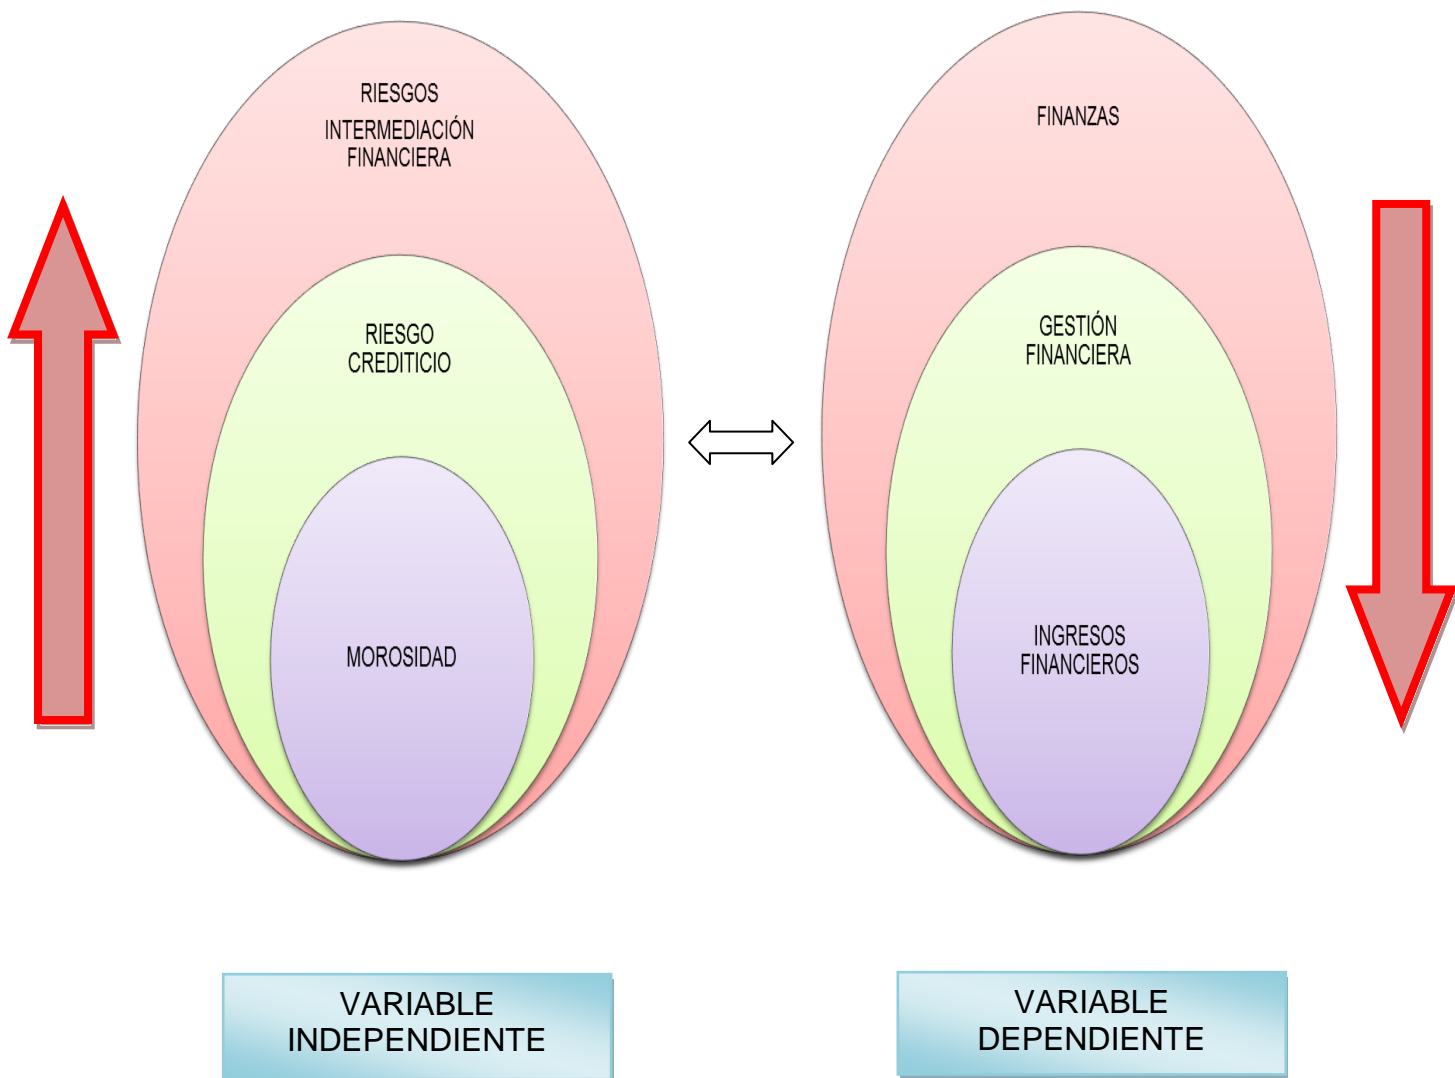 RIESGOS
INTERMEDIACIÓN
FINANCIERA
RIESGO
CREDITICIO
MOROSIDAD
FINANZAS
GESTIÓN
FINANCIERA
INGRESOS
FINANCIEROS
VARIABLE
INDEPENDIENTE
VARIABLE
DEPENDIENTE